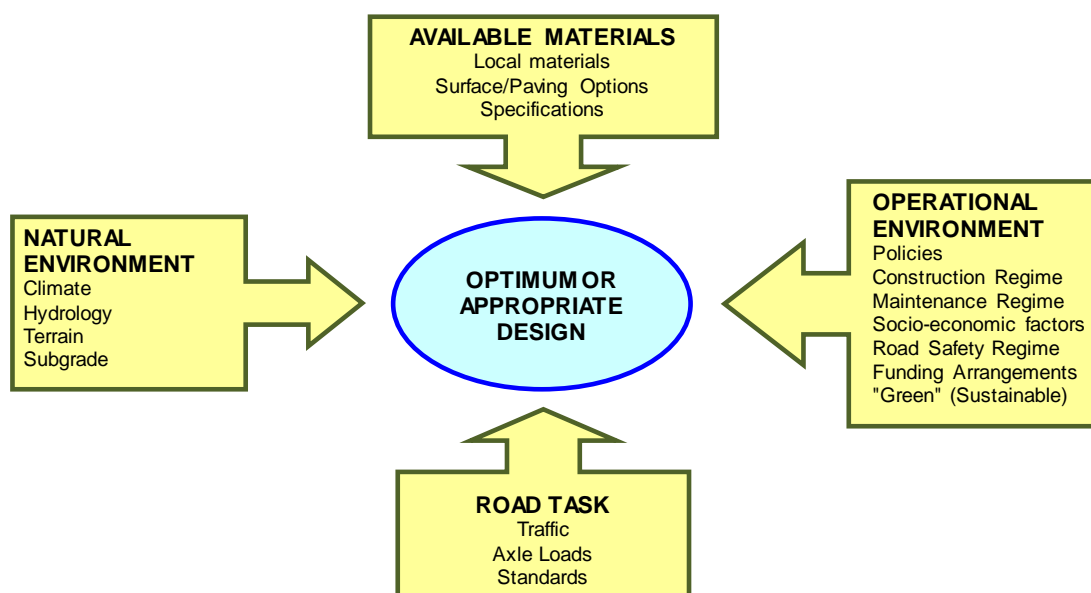 AVAILABLE MATERIALS
Local materials
Surface/Paving Options
Specifications
NATURAL
ENVIRONMENT
Climate
Hydrology
Terrain
Subgrade
OPTIMUM OR
APPROPRIATE
DESIGN
OPERATIONAL
ENVIRONMENT
Policies
Construction Regime
Maintenance Regime
Socio-economic factors
Road Safety Regime
Funding Arrangements
"Green" (Sustainable)
ROAD TASK
Traffic
Axle Loads
Standards